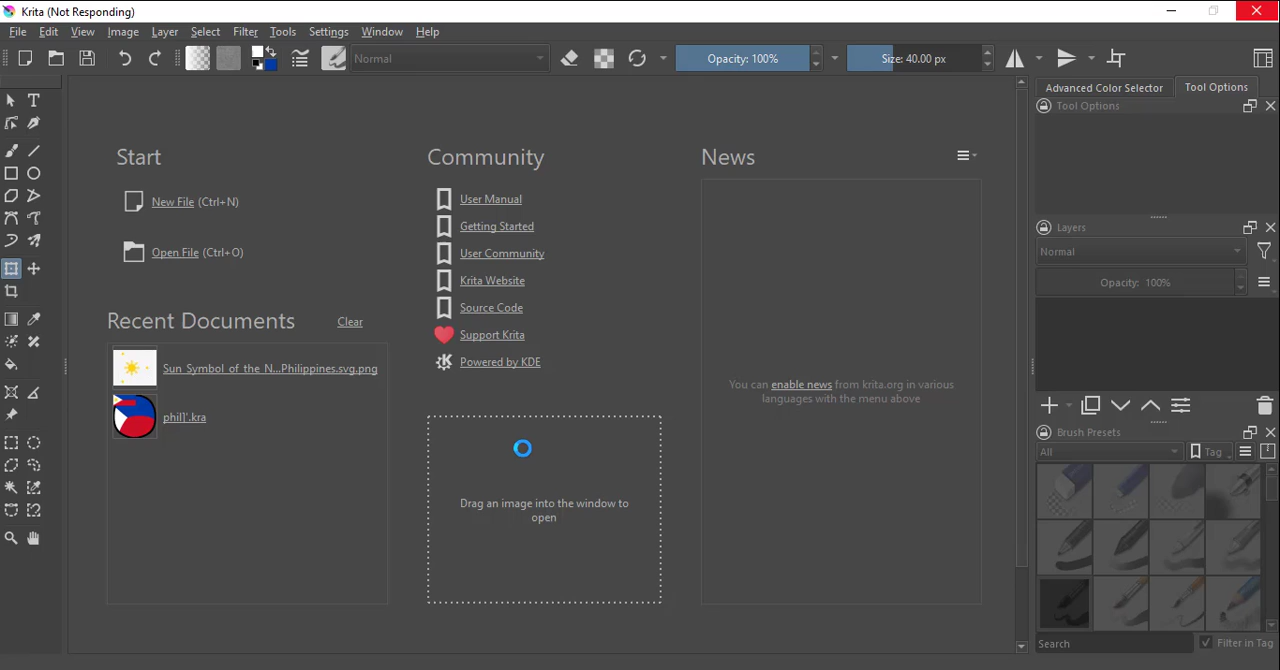 Krita (Not Responding)
File Edit View Image Layer Select Filter Tools Settings Window Help
Normal Opacity: 100% Size: 40.00 px
Advanced Color Selector Tool Options
Tool Options
Start
New File (Ctrl+N)
Open File (Ctrl+O)
Recent Documents Clear
Sun_Symbol_of_the_N...Philippines.svg.png
phil]'.kra
Community
User Manual
Getting Started
User Community
Krita Website
Source Code
Support Krita
Powered by KDE
Drag an image into the window to
open
News
You can enable news from krita.org in various
languages with the menu above
Layers
Normal
Opacity: 100%
Brush Presets
All Tag
Search Filter in Tag